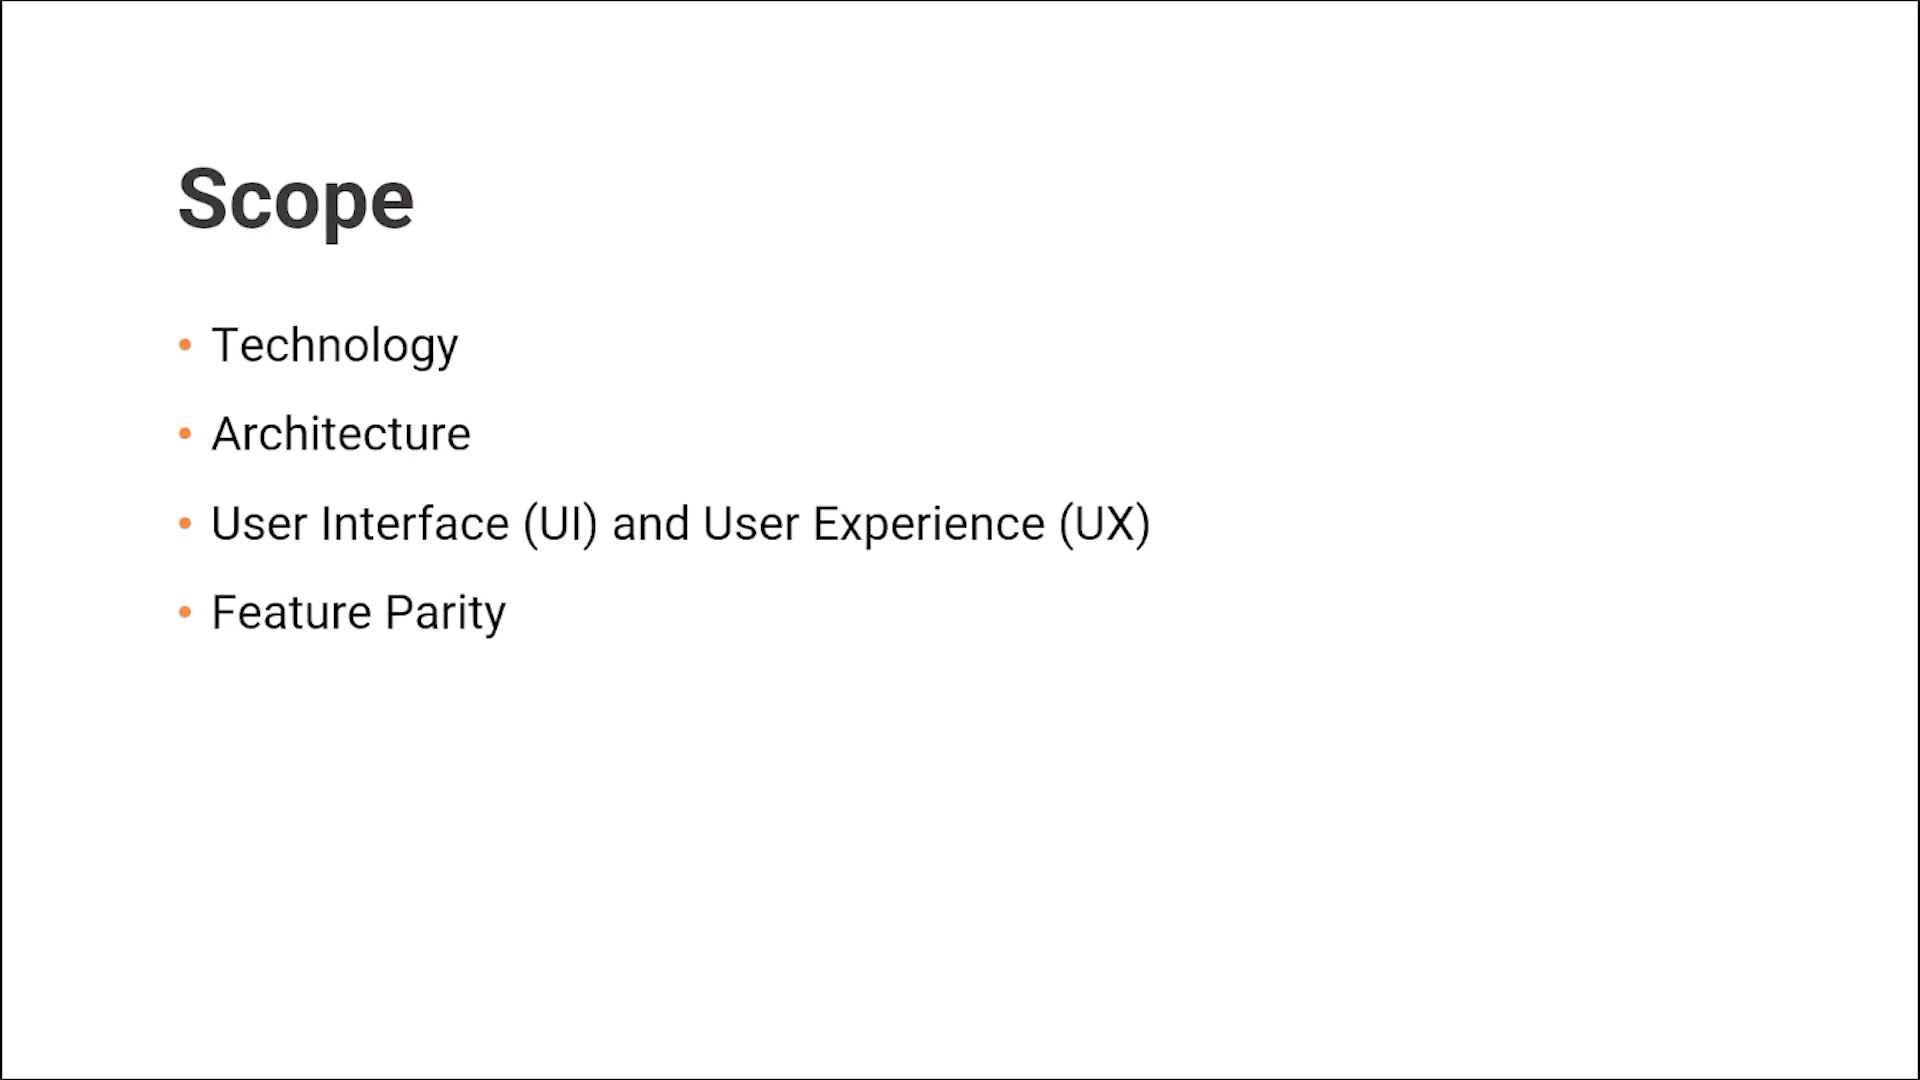 Scope
• Technology
• Architecture
• User Interface (UI) and User Experience (UX)
• Feature Parity